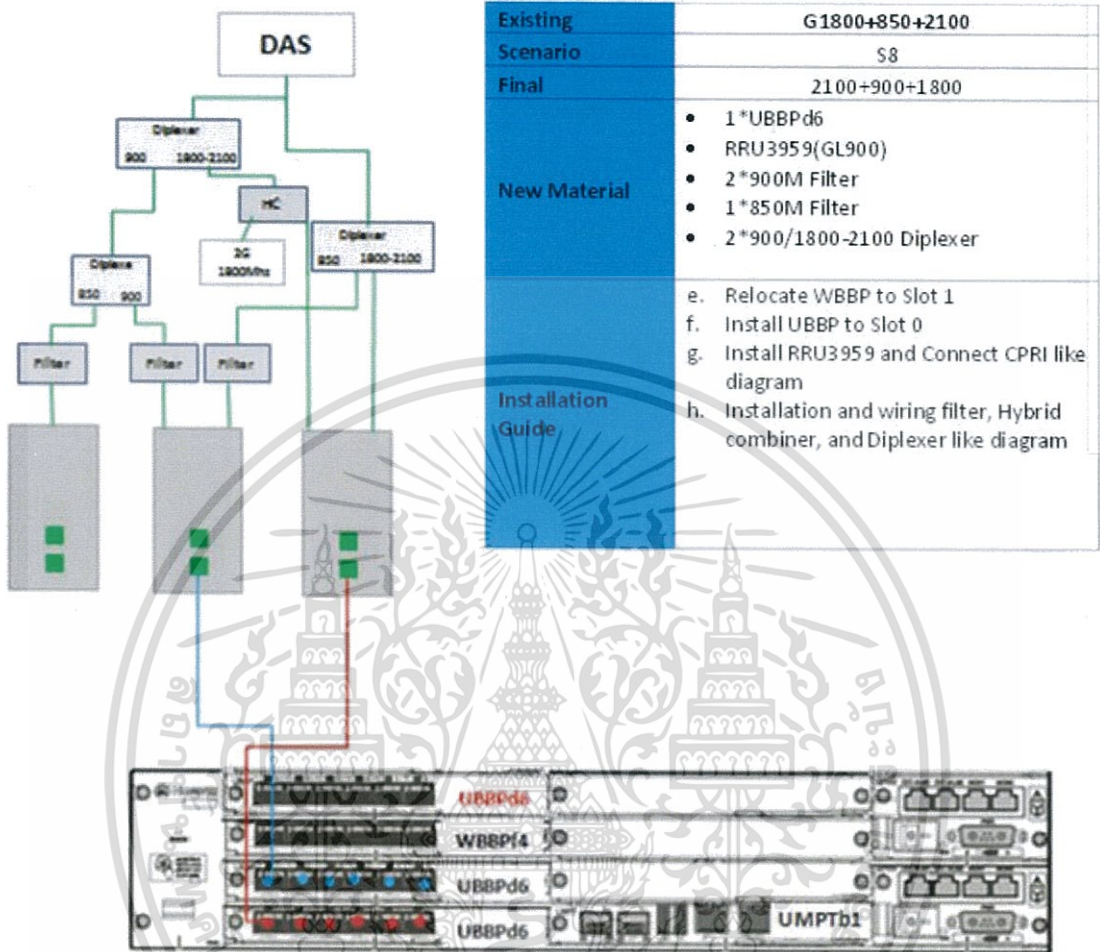 DAS
Diplexer
900 1800-2100
HC
2G
1800Mhz
Diplexer
850 1800-2100
Diplexe
850 900
Filter
Filter
Filter
Existing
G1800+850+2100
Scenario
S8
Final
2100+900+1800
New Material
• 1*UBBPd6
• RRU3959(GL900)
• 2*900M Filter
• 1*850M Filter
• 2*900/1800-2100 Diplexer
Installation
Guide
e. Relocate WBBP to Slot 1
f. Install UBBP to Slot 0
g. Install RRU3959 and Connect CPRI like
diagram
h. Installation and wiring filter, Hybrid
combiner, and Diplexer like diagram
UBBPd6
WBBPf4
UBBPd6
UBBPd6
UMPTb1